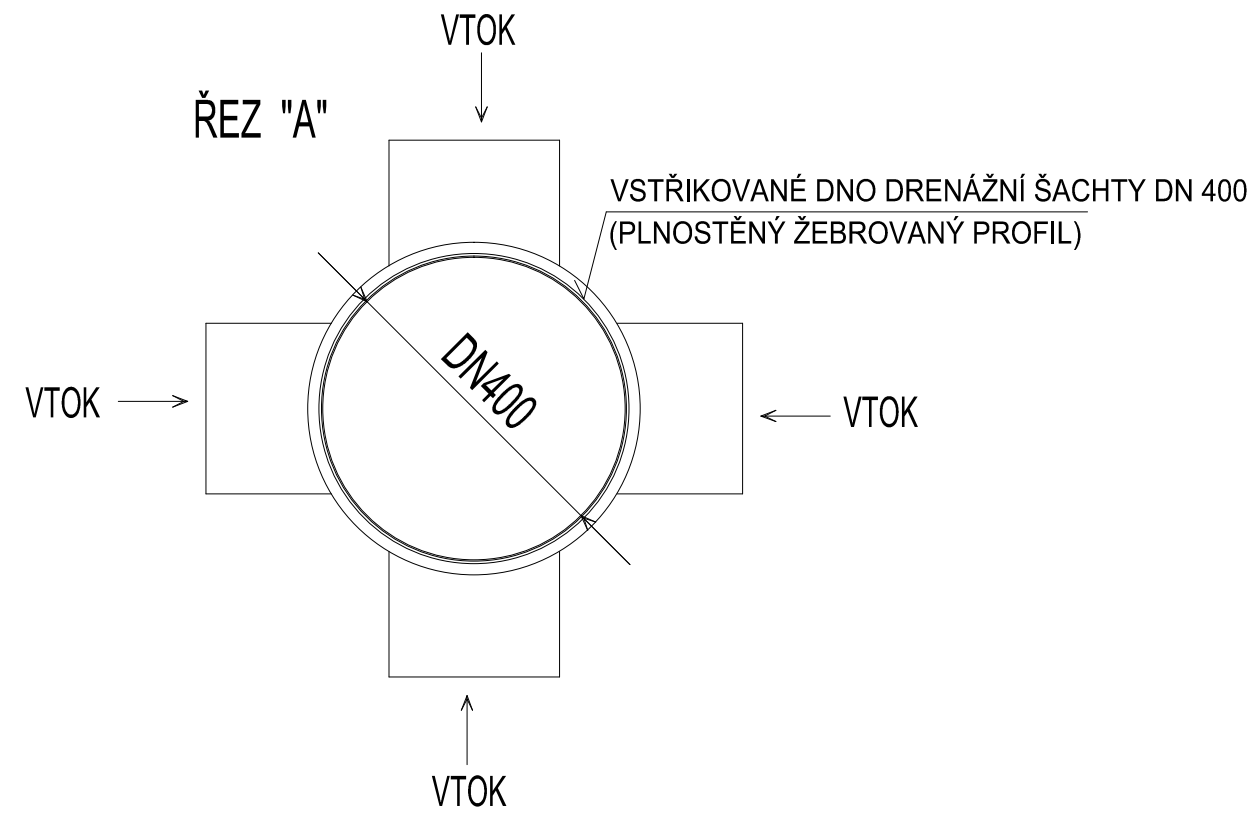 VTOK
ŘEZ "A"
VSTŘIKOVANÉ DNO DRENÁŽNÍ ŠACHTY DN 400
(PLNOSTĚNÝ ŽEBROVANÝ PROFIL)
DN400
VTOK
VTOK
VTOK